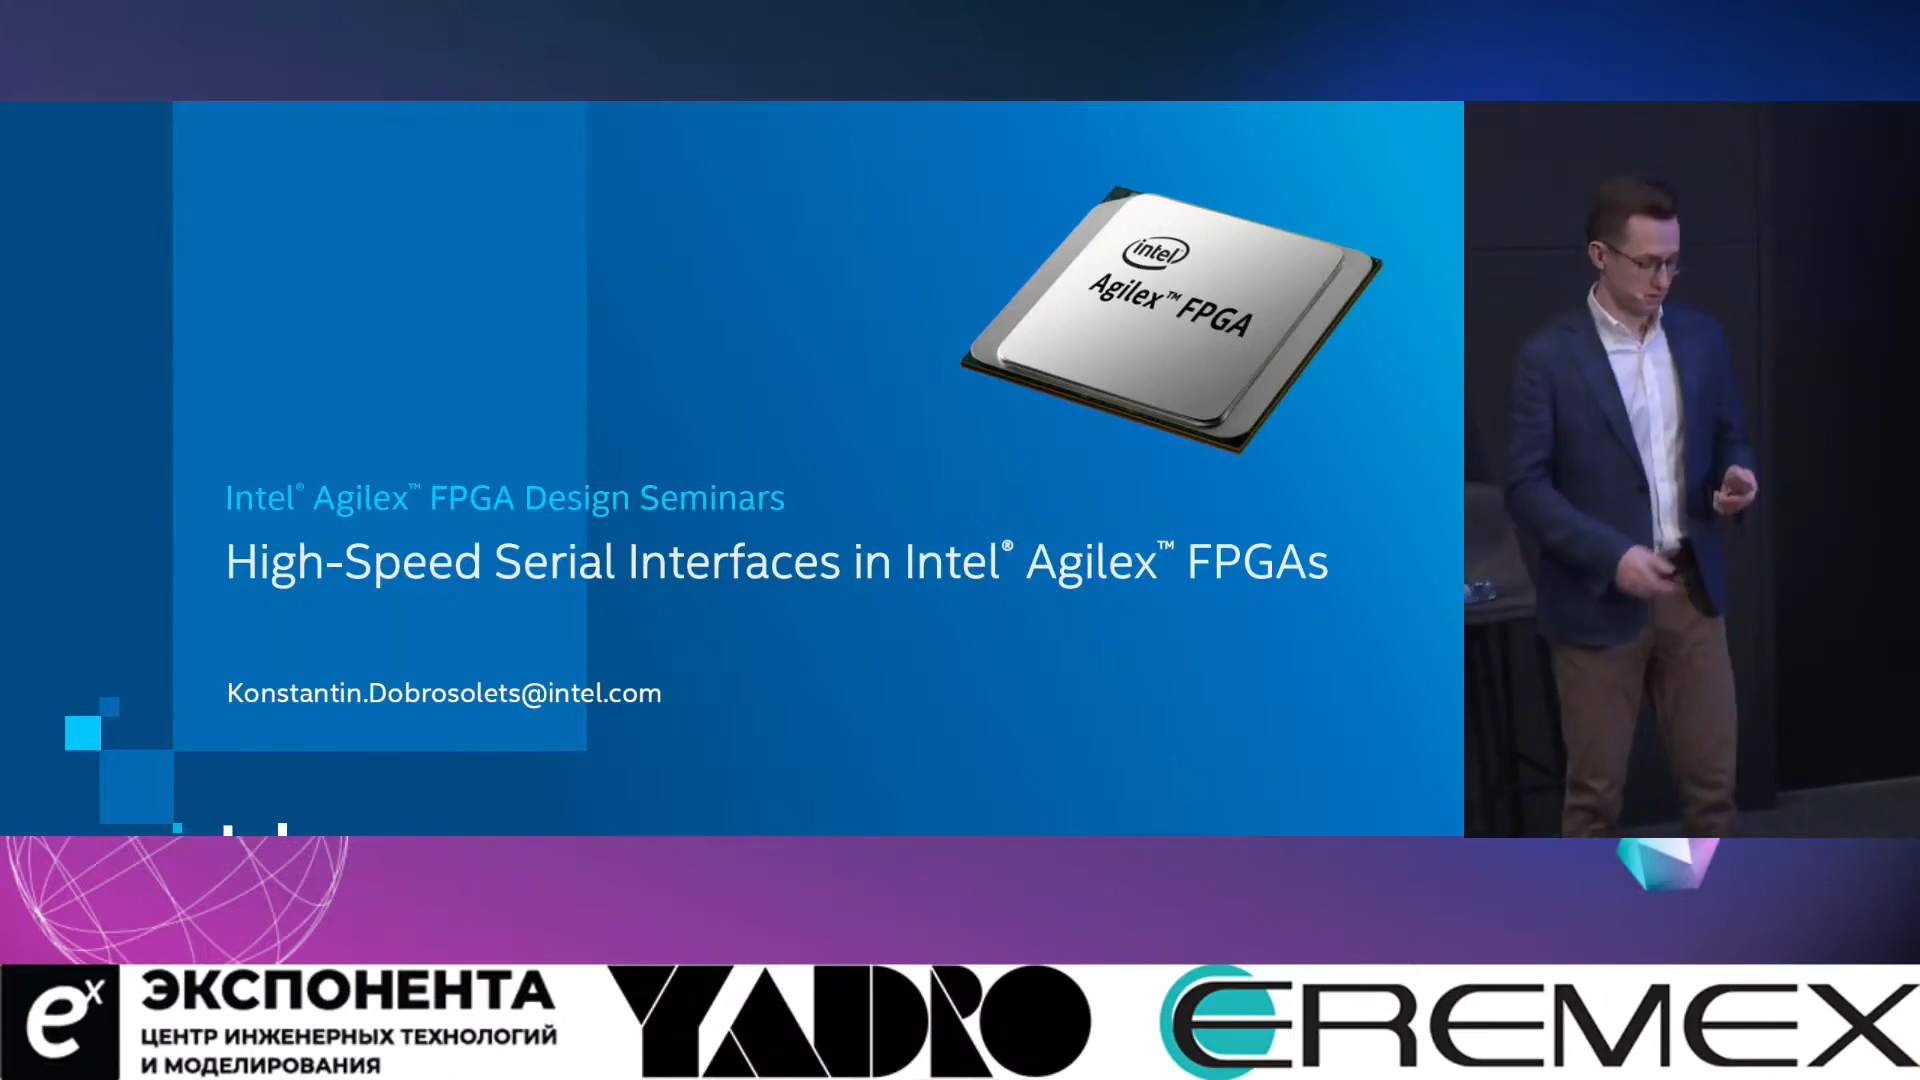 intel
Agilex™ FPGA
Intel® Agilex™ FPGA Design Seminars
High-Speed Serial Interfaces in Intel® Agilex™ FPGAs
Konstantin.Dobrosolets@intel.com
ex ЭКСПОНЕНТА
ЦЕНТР ИНЖЕНЕРНЫХ ТЕХНОЛОГИЙ
И МОДЕЛИРОВАНИЯ
YADRO
EREMEX